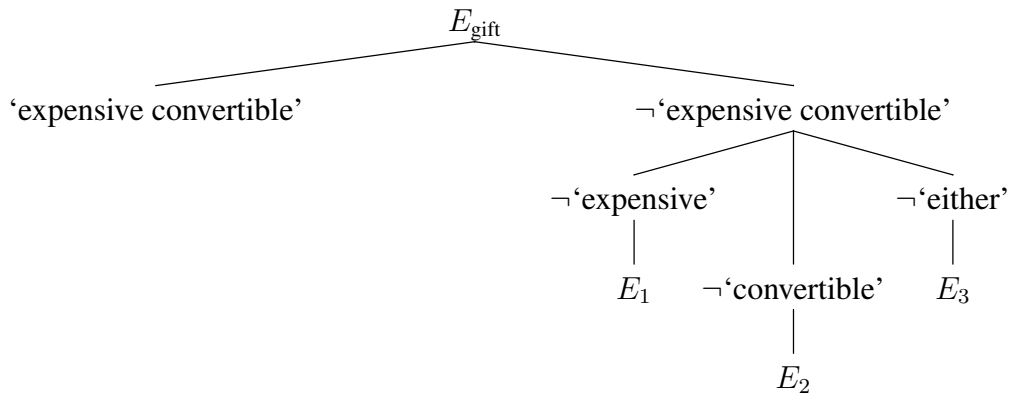 E_gift
‘expensive convertible’ ¬‘expensive convertible’
¬‘expensive’ ¬‘either’
E_1 ¬‘convertible’ E_3
E_2